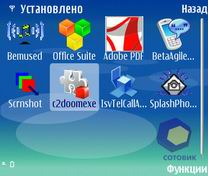 Установлено Назад
Bemused Office Suite Adobe PDF BetaAgile...
Scrnshot c2doomexe IsvTelCallA... SplashPho...
СОТОВИК
Функции